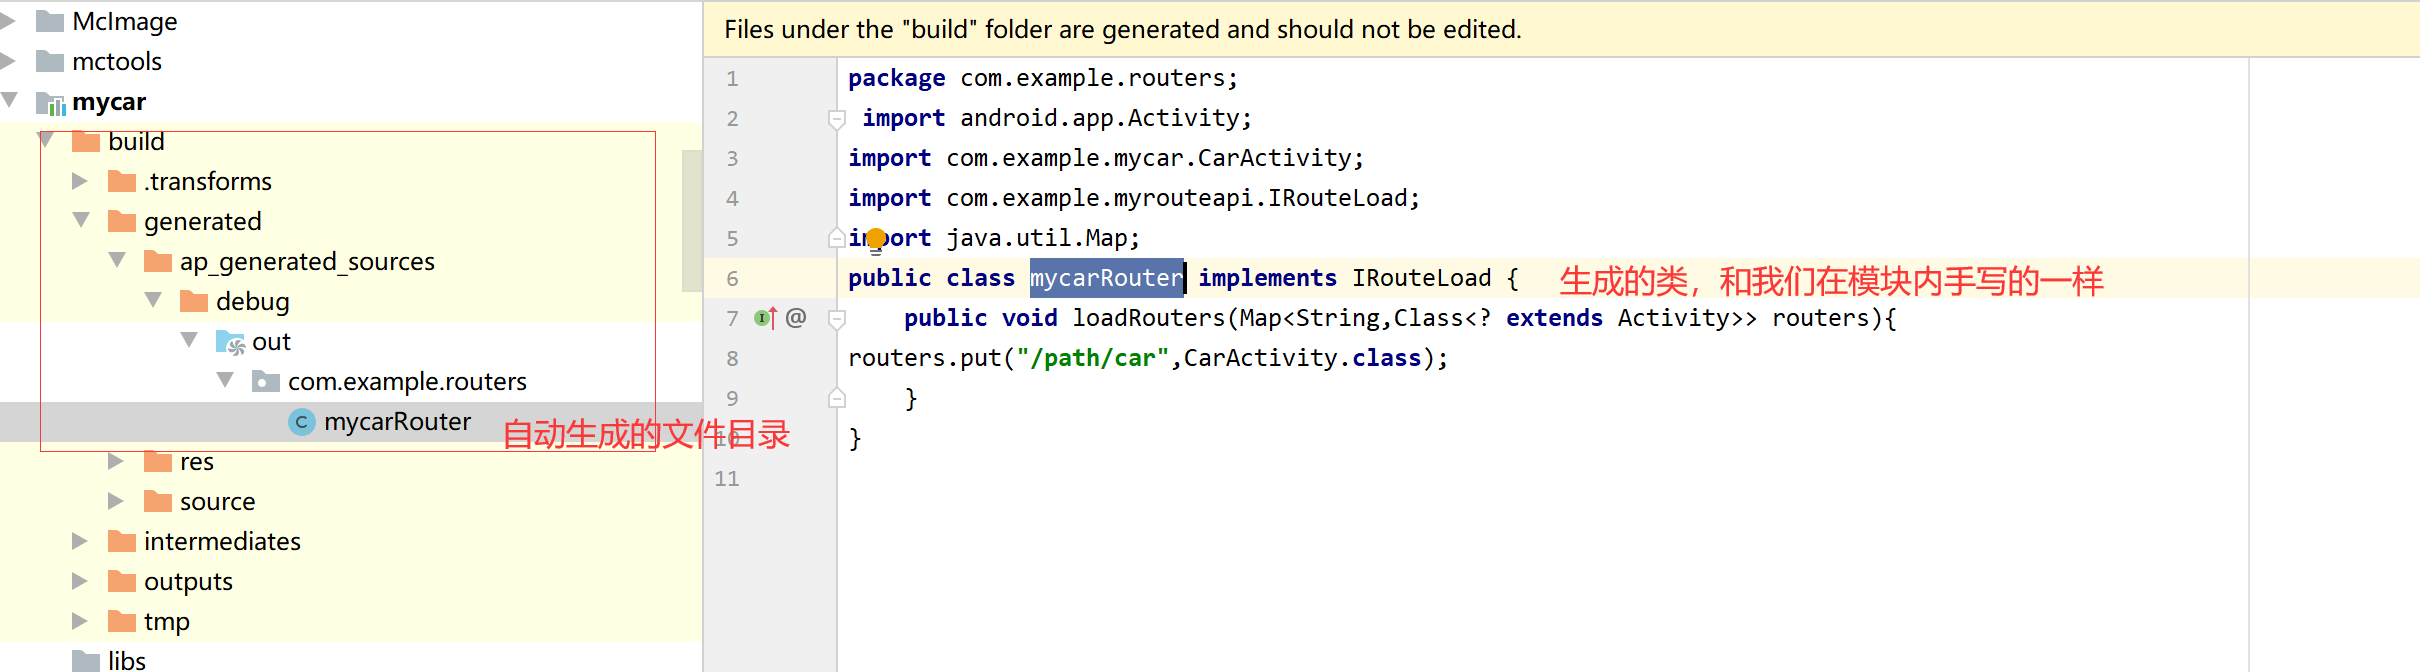 McImage
mctools
mycar
build
.transforms
generated
ap_generated_sources
debug
out
com.example.routers
mycarRouter
自动生成的文件目录
res
source
intermediates
outputs
tmp
libs
Files under the "build" folder are generated and should not be edited.
1 package com.example.routers;
2 import android.app.Activity;
3 import com.example.mycar.CarActivity;
4 import com.example.myrouteapi.IRouteLoad;
5 import java.util.Map;
6 public class mycarRouter implements IRouteLoad { 生成的类，和我们在模块内手写的一样
7 public void loadRouters(Map<String,Class<? extends Activity>> routers){
8 routers.put("/path/car",CarActivity.class);
9 }
10 }
11